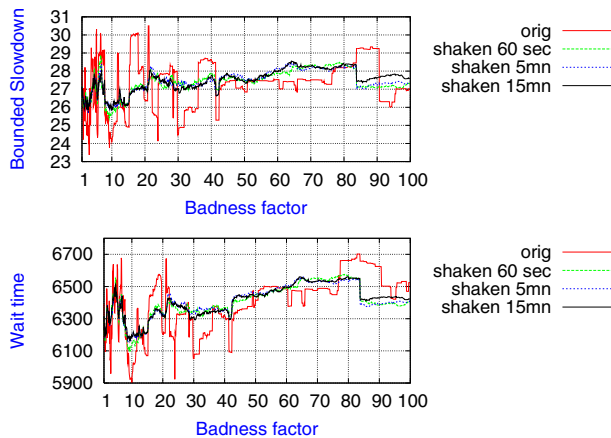 31
30
29
28
27
26
25
24
23
Bounded Slowdown
1 10 20 30 40 50 60 70 80 90 100
Badness factor
orig
shaken 60 sec
shaken 5mn
shaken 15mn
6700
6500
6300
6100
5900
Wait time
1 10 20 30 40 50 60 70 80 90 100
Badness factor
orig
shaken 60 sec
shaken 5mn
shaken 15mn